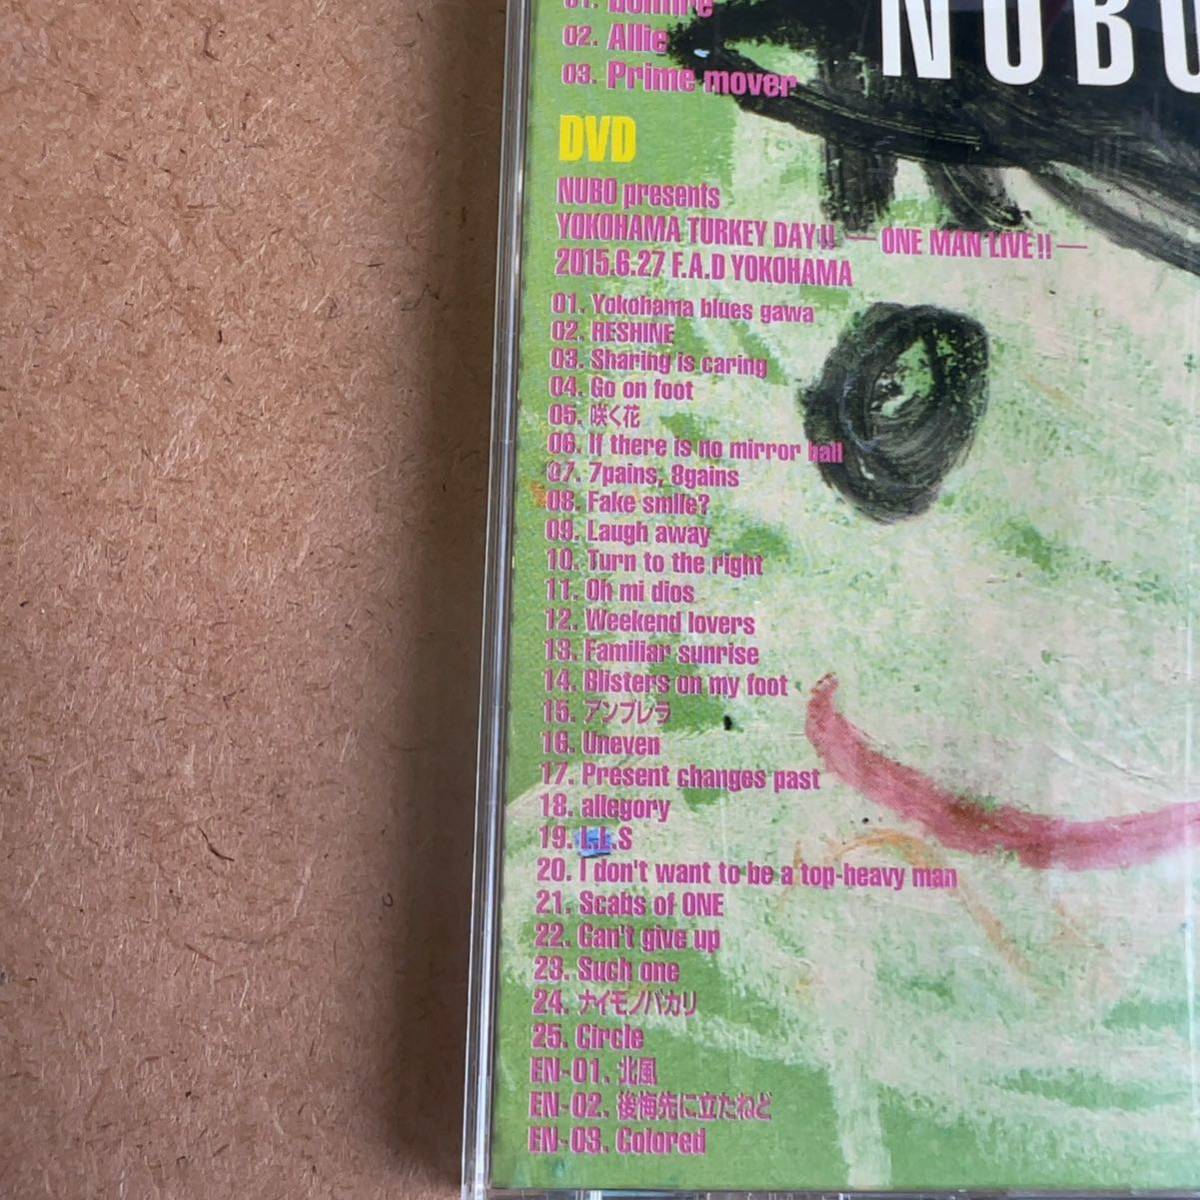 01. Bonfire
02. Allie
03. Prime mover
NUBO
DVD
NUBO presents
YOKOHAMA TURKEY DAY!! — ONE MAN LIVE!! —
2015.6.27 F.A.D YOKOHAMA
01. Yokohama blues gawa
02. RESHINE
03. Sharing is caring
04. Go on foot
05. 咲く花
06. If there is no mirror ball
07. 7pains, 8gains
08. Fake smile?
09. Laugh away
10. Turn to the right
11. Oh mi dios
12. Weekend lovers
13. Familiar sunrise
14. Blisters on my foot
15. アンブレラ
16. Uneven
17. Present changes past
18. allegory
19. L.L.S
20. I don't want to be a top-heavy man
21. Scabs of ONE
22. Can't give up
23. Such one
24. ナイモノバカリ
25. Circle
EN-01. 北風
EN-02. 後悔先に立たねど
EN-03. Colored